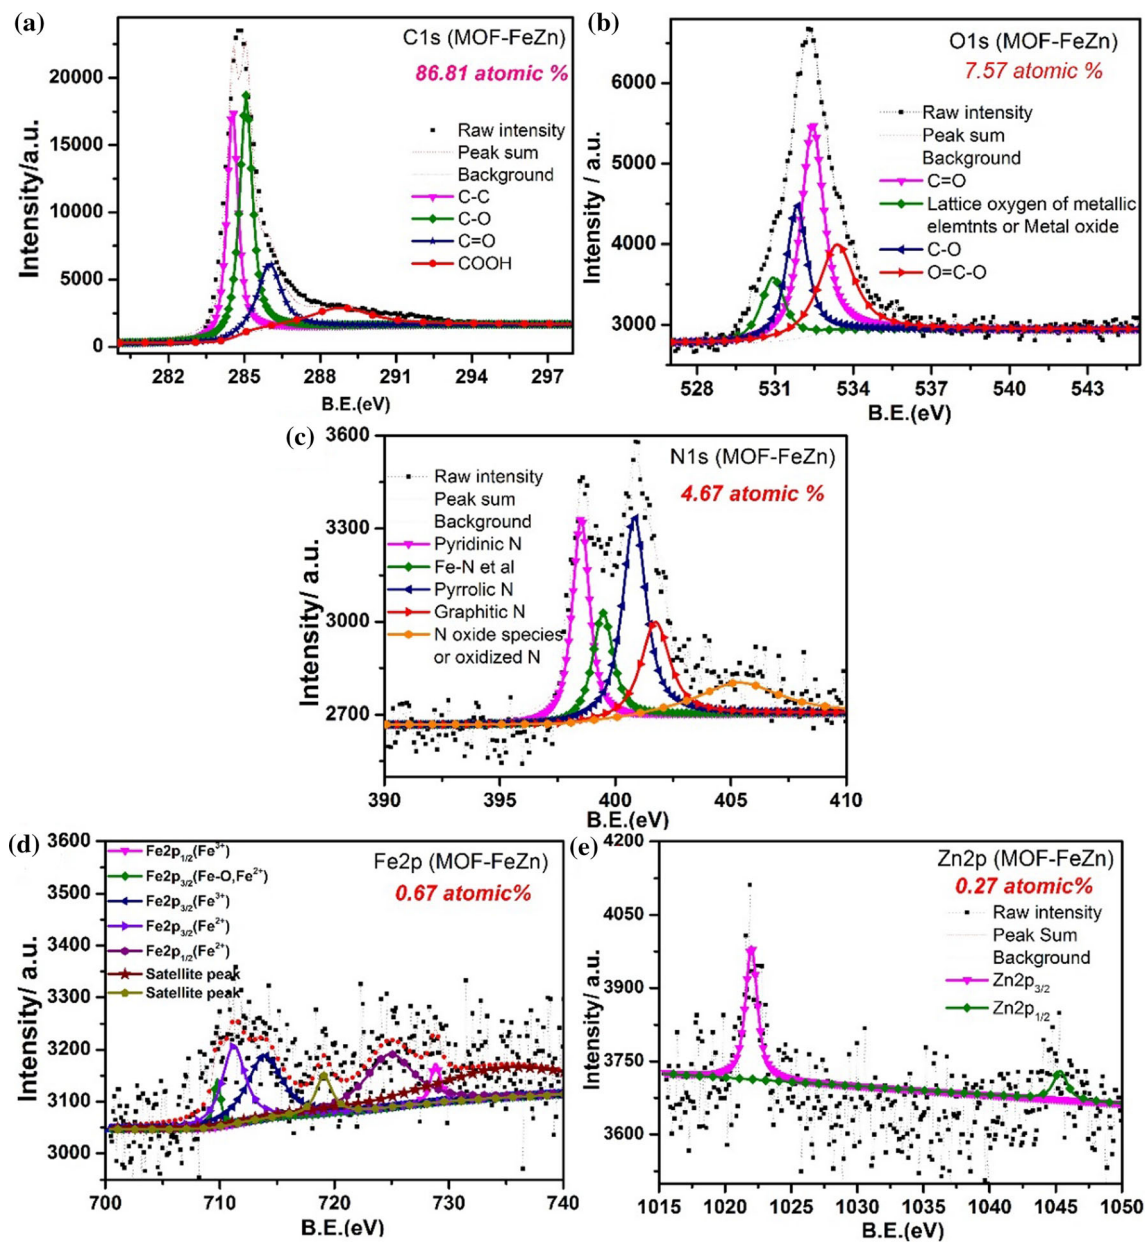 (a)
C1s (MOF-FeZn)
86.81 atomic %
Raw intensity
Peak sum
Background
C-C
C-O
C=O
COOH
Intensity/a.u.
20000
15000
10000
5000
0
282 285 288 291 294 297
B.E.(eV)
(b)
O1s (MOF-FeZn)
7.57 atomic %
Raw intensity
Peak sum
Background
C=O
Lattice oxygen of metallic
elemtnts or Metal oxide
C-O
O=C-O
Intensity / a.u.
6000
5000
4000
3000
528 531 534 537 540 543
B.E.(eV)
(c)
N1s (MOF-FeZn)
4.67 atomic %
Raw intensity
Peak sum
Background
Pyridinic N
Fe-N et al
Pyrrolic N
Graphitic N
N oxide species
or oxidized N
Intensity/ a.u.
3600
3300
3000
2700
390 395 400 405 410
B.E.(eV)
(d)
Fe2p (MOF-FeZn)
0.67 atomic%
Fe2p1/2(Fe3+)
Fe2p3/2(Fe-O,Fe2+)
Fe2p3/2(Fe3+)
Fe2p3/2(Fe2+)
Fe2p1/2(Fe2+)
Satellite peak
Satellite peak
Intensity/ a.u.
3600
3500
3400
3300
3200
3100
3000
700 710 720 730 740
B.E.(eV)
(e)
Zn2p (MOF-FeZn)
0.27 atomic%
Raw intensity
Peak Sum
Background
Zn2p3/2
Zn2p1/2
Intensity/ a.u.
4200
4050
3900
3750
3600
1015 1020 1025 1030 1035 1040 1045 1050
B.E.(eV)